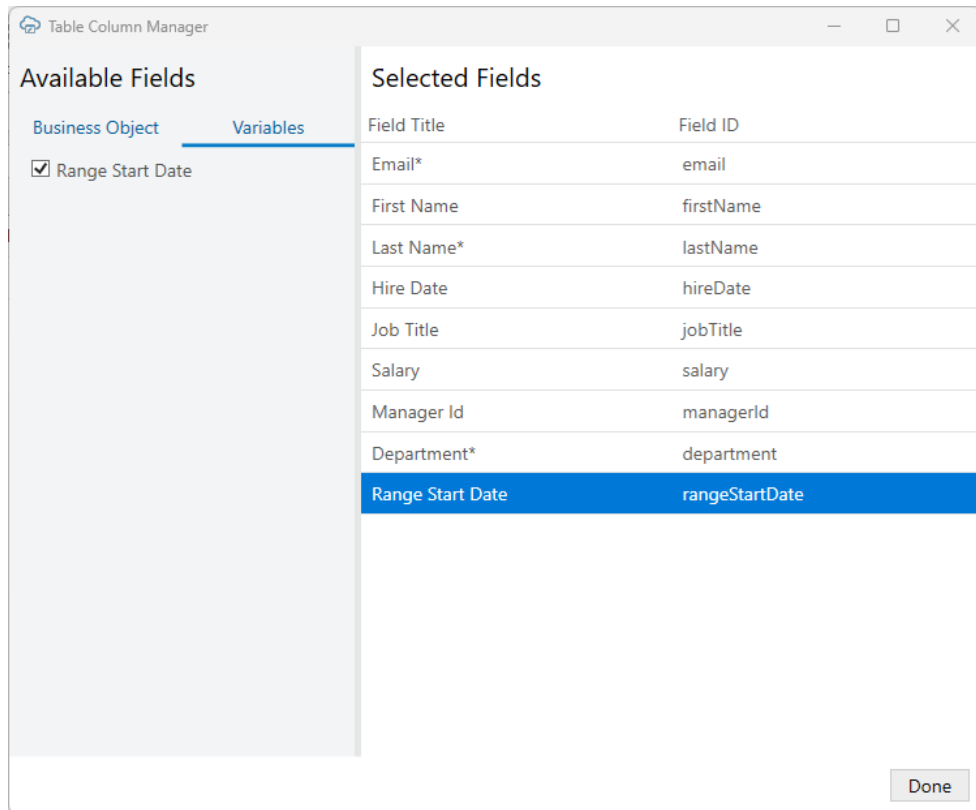 Table Column Manager
Available Fields
Business Object Variables
Range Start Date
Selected Fields
Field Title Field ID
Email* email
First Name firstName
Last Name* lastName
Hire Date hireDate
Job Title jobTitle
Salary salary
Manager Id managerId
Department* department
Range Start Date rangeStartDate
Done